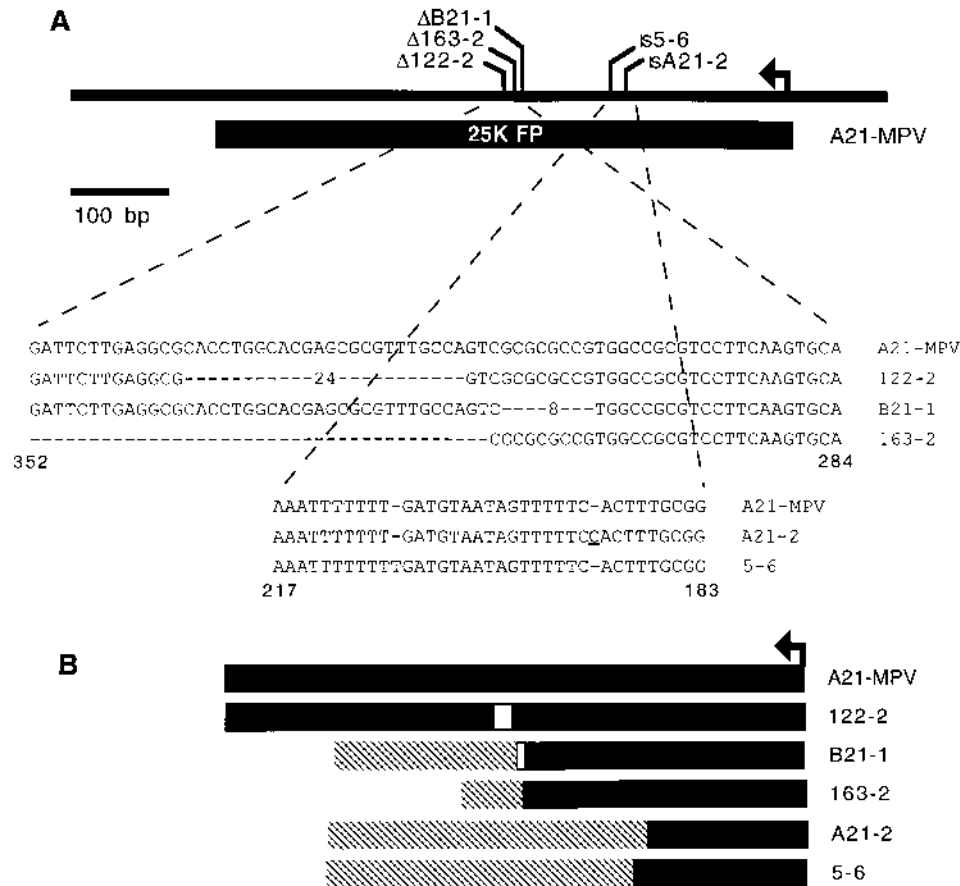 A
ΔB21-1
Δ163-2
Δ122-2
is5-6
isA21-2
25K FP
A21-MPV
100 bp
GATTCTTGAGGCGCACCTGGCACGAGCGCGTTTGCCAGTCGCGCGCCGTGGCCGCGTCCTTCAAGTGCA A21-MPV
GATTCTTGAGGCG-----------24-----------GTCGCGCGCCGTGGCCGCGTCCTTCAAGTGCA 122-2
GATTCTTGAGGCGCACCTGGCACGAGCGCGTTTGCCAGTC----8---TGGCCGCGTCCTTCAAGTGCA B21-1
---------------------------------------CGCGCGCCGTGGCCGCGTCCTTCAAGTGCA 163-2
352 284
AAATTTTTTT-GATGTAATAGTTTTTC-ACTTTGCGG A21-MPV
AAATTTTTTT-GATGTAATAGTTTTTCCACTTTGCGG A21-2
AAATTTTTTTTGATGTAATAGTTTTTC-ACTTTGCGG 5-6
217 183
B
A21-MPV
122-2
B21-1
163-2
A21-2
5-6